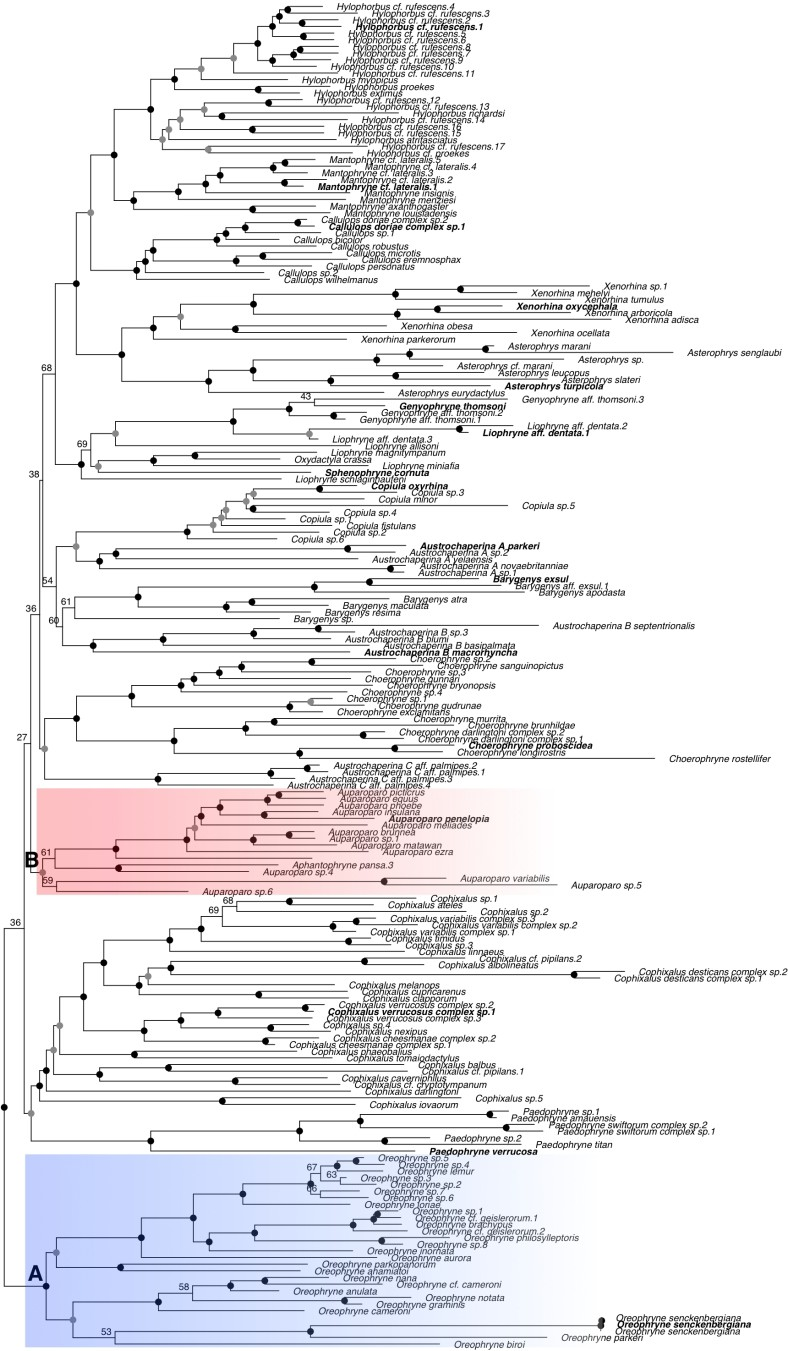 Hylophorbus cf. rufescens.4
Hylophorbus cf. rufescens.3
Hylophorbus cf. rufescens.2
Hylophorbus cf. rufescens.1
Hylophorbus cf. rufescens.5
Hylophorbus cf. rufescens.6
Hylophorbus cf. rufescens.8
Hylophorbus cf. rufescens.7
Hylophorbus cf. rufescens.9
Hylophorbus cf. rufescens.10
Hylophorbus cf. rufescens.11
Hylophorbus myopicus
Hylophorbus proekes
Hylophorbus extimus
Hylophorbus cf. rufescens.12
Hylophorbus cf. rufescens.13
Hylophorbus richardsi
Hylophorbus cf. rufescens.14
Hylophorbus cf. rufescens.16
Hylophorbus cf. rufescens.15
Hylophorbus atrifasciatus
Hylophorbus cf. rufescens.17
Hylophorbus cf. proekes
Mantophryne cf. lateralis.5
Mantophryne cf. lateralis.4
Mantophryne cf. lateralis.3
Mantophryne cf. lateralis.2
Mantophryne cf. lateralis.1
Mantophryne insignis
Mantophryne menziesi
Mantophryne axanthogaster
Mantophryne louisiadensis
Callulops doriae complex sp.2
Callulops doriae complex sp.1
Callulops sp.1
Callulops bicolor
Callulops robustus
Callulops microtis
Callulops eremnosphax
Callulops personatus
Callulops sp.2
Callulops wilhelmanus
Xenorhina sp.1
Xenorhina mehelyi
Xenorhina tumulus
Xenorhina oxycephala
Xenorhina arboricola
Xenorhina adisca
Xenorhina obesa
Xenorhina ocellata
Xenorhina parkerorum
Asterophrys marani
Asterophrys senglaubi
Asterophrys sp.
68
Asterophrys cf. marani
Asterophrys leucopus
Asterophrys slateri
Asterophrys turpicola
Asterophrys eurydactylus
43
Genyophryne aff. thomsoni.3
Genyophryne thomsoni
Genyophryne aff. thomsoni.2
Genyophryne aff. thomsoni.1
Liophryne aff. dentata.2
Liophryne aff. dentata.1
Liophryne aff. dentata.3
69
Liophryne allisoni
Liophryne magnitympanum
Oxydactyla crassa
Liophryne miniafia
38
Sphenophryne cornuta
Liophryne schlaginhaufeni
Copiula oxyrhina
Copiula sp.3
Copiula minor
Copiula sp.5
Copiula sp.4
Copiula sp.1
Copiula fistulans
Copiula sp.2
Copiula sp.6
Austrochaperina A parkeri
Austrochaperina A sp.2
Austrochaperina A yelaensis
Austrochaperina A novaebritanniae
Austrochaperina A sp.1
54
Barygenys exsul
Barygenys aff. exsul.1
Barygenys apodasta
61
Barygenys atra
Barygenys maculata
36
Barygenys resima
60
Barygenys sp.
Austrochaperina B septentrionalis
Austrochaperina B sp.3
Austrochaperina B blumi
Austrochaperina B basipalmata
Austrochaperina B macrorhyncha
Choerophryne sp.2
Choerophryne sanguinopictus
Choerophryne sp.3
Choerophryne gunnari
Choerophryne bryonopsis
Choerophryne sp.4
Choerophryne sp.1
Choerophryne gudrunae
Choerophryne exclamitans
Choerophryne murrita
Choerophryne brunhildae
Choerophryne darlingtoni complex sp.2
27
Choerophryne darlingtoni complex sp.1
Choerophryne proboscidea
Choerophryne longirostris
Choerophryne rostellifer
Austrochaperina C aff. palmipes.2
Austrochaperina C aff. palmipes.1
Austrochaperina C aff. palmipes.3
Austrochaperina C aff. palmipes.4
Auparoparo picticrus
Auparoparo equus
Auparoparo phoebe
Auparoparo insulana
Auparoparo penelopia
Auparoparo meliades
Auparoparo brunnea
Auparoparo sp.1
Auparoparo matawan
61
Auparoparo ezra
B
Aphantophryne pansa.3
Auparoparo sp.4
59
Auparoparo variabilis
Auparoparo sp.5
Auparoparo sp.6
68
Cophixalus sp.1
Cophixalus ateles
69
Cophixalus sp.2
36
Cophixalus variabilis complex sp.3
Cophixalus variabilis complex sp.2
Cophixalus variabilis complex sp.1
Cophixalus timidus
Cophixalus sp.3
Cophixalus linnaeus
Cophixalus cf. pipilans.2
Cophixalus albolineatus
Cophixalus desticans complex sp.2
Cophixalus desticans complex sp.1
Cophixalus melanops
Cophixalus cupricarenus
Cophixalus clapporum
Cophixalus verrucosus complex sp.2
Cophixalus verrucosus complex sp.1
Cophixalus verrucosus complex sp.3
Cophixalus sp.4
Cophixalus nexipus
Cophixalus cheesmanae complex sp.2
Cophixalus cheesmanae complex sp.1
Cophixalus phaeobalius
Cophixalus tomaiodactylus
Cophixalus balbus
Cophixalus cf. pipilans.1
Cophixalus caverniphilus
Cophixalus cf. cryptotympanum
Cophixalus darlingtoni
Cophixalus sp.5
Cophixalus iovaorum
Paedophryne sp.1
Paedophryne amauensis
Paedophryne swiftorum complex sp.2
Paedophryne swiftorum complex sp.1
Paedophryne sp.2
Paedophryne titan
Paedophryne verrucosa
Oreophryne sp.5
Oreophryne sp.4
67
Oreophryne lemur
63
Oreophryne sp.3
Oreophryne sp.2
66
Oreophryne sp.7
Oreophryne sp.6
Oreophryne loriae
Oreophryne sp.1
Oreophryne cf. geislerorum.1
Oreophryne brachypus
Oreophryne cf. geislerorum.2
Oreophryne philosylleptoris
Oreophryne sp.8
Oreophryne inornata
Oreophryne aurora
Oreophryne parkopanorum
Oreophryne anamiatoi
A
Oreophryne nana
Oreophryne cf. cameroni
58
Oreophryne anulata
Oreophryne notata
Oreophryne graminis
Oreophryne cameroni
Oreophryne senckenbergiana
Oreophryne senckenbergiana
53
Oreophryne senckenbergiana
Oreophryne parkeri
Oreophryne biroi